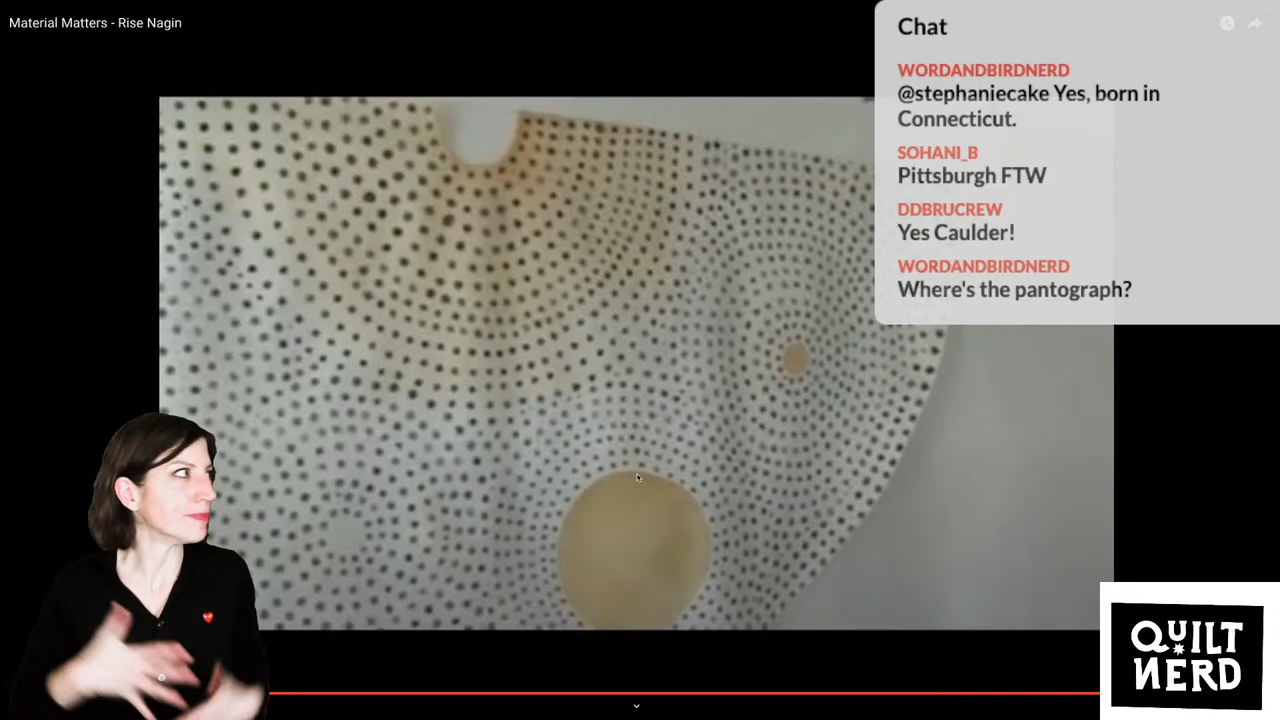 Material Matters - Rise Nagin
Chat
WORDANDBIRDNERD
@stephaniecake Yes, born in
Connecticut.
SOHANI_B
Pittsburgh FTW
DDBRUCREW
Yes Caulder!
WORDANDBIRDNERD
Where's the pantograph?
QUILT
NERD